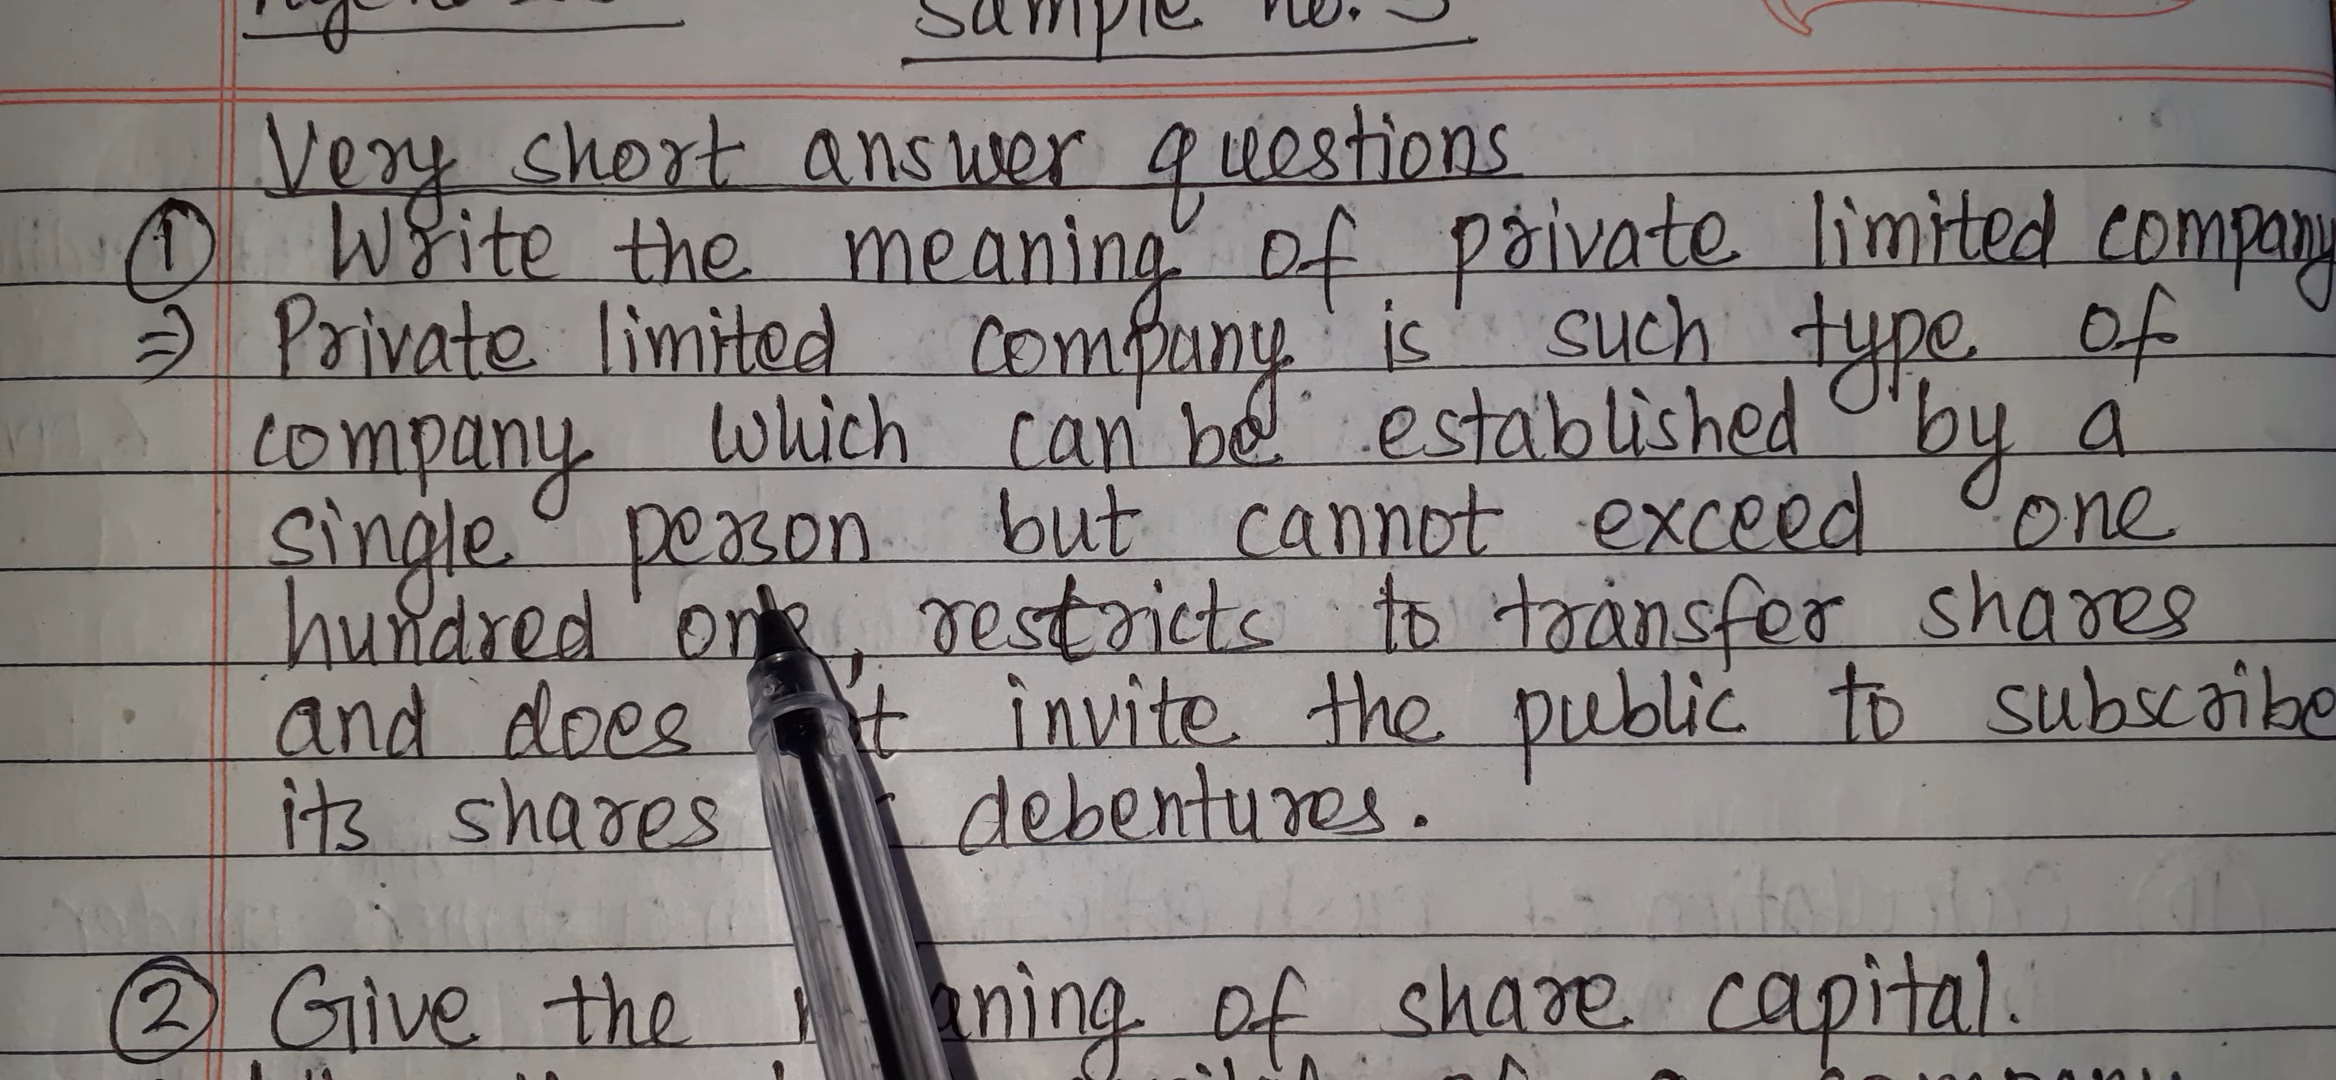 sample no. 3
Very short answer questions
1 Write the meaning of private limited company
⇒ Private limited company is such type of
company which can be established by a
single person but cannot exceed one
hundred one, restricts to transfer shares
and does invite the public to subscribe
its shares debentures.
2 Give the of share capital.